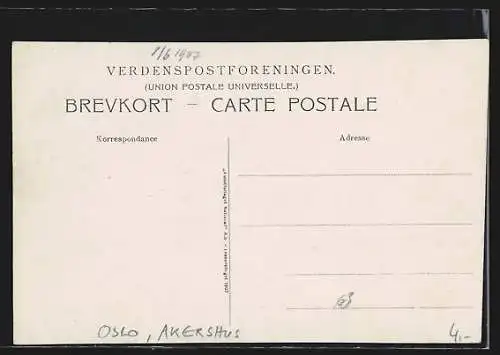 1/6 1907
VERDENSPOSTFORENINGEN.
(UNION POSTALE UNIVERSELLE.)
BREVKORT — CARTE POSTALE
Korrespondance
Adresse
OSLO, AKERSHUS
4,-